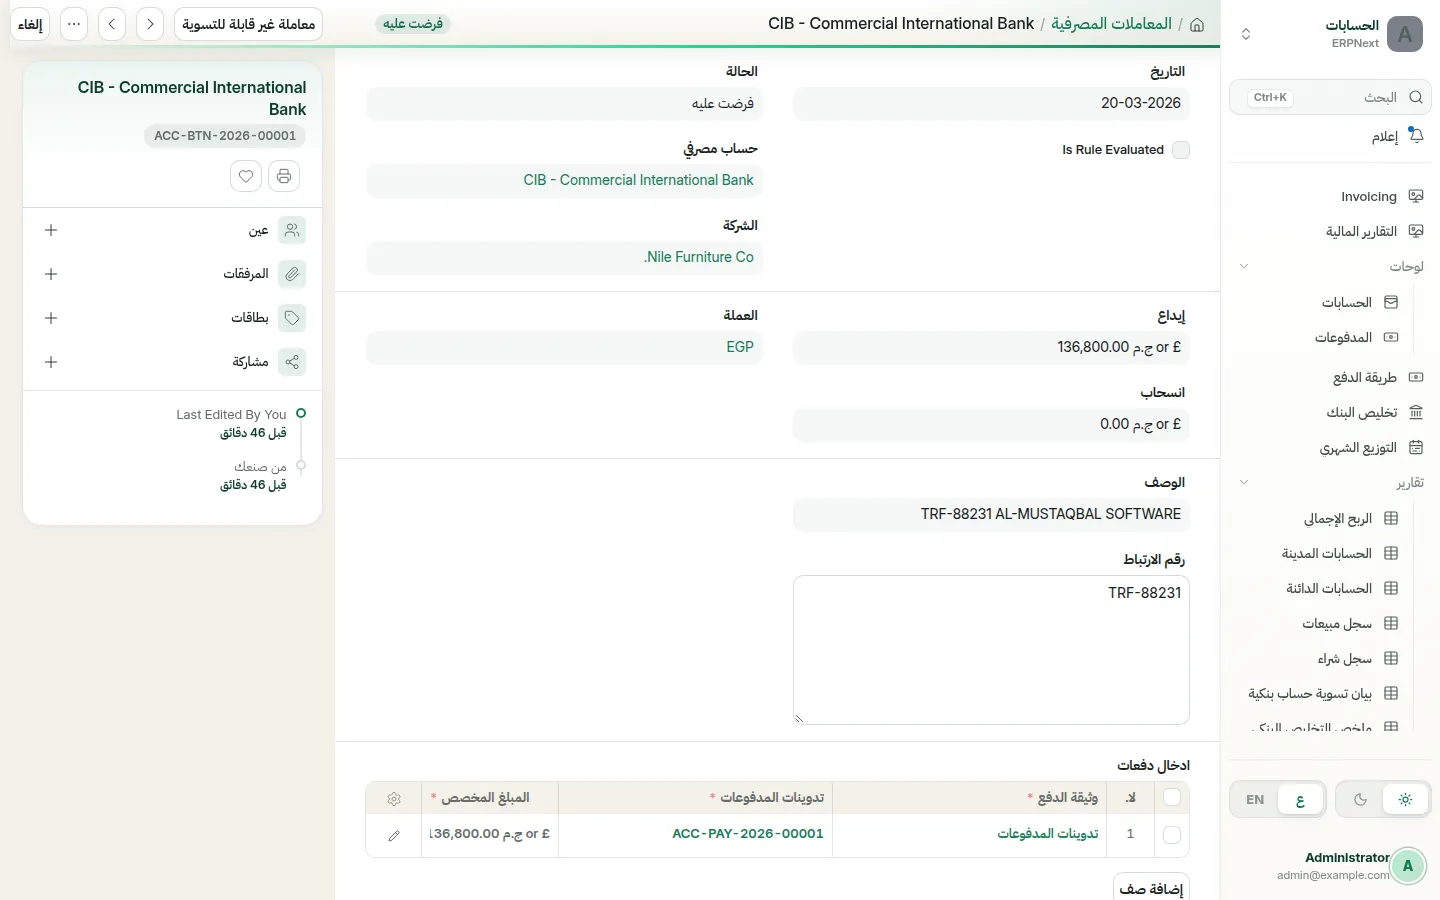 الحسابات
ERPNext
البحث
Ctrl+K
إعلام
Invoicing
التقارير المالية
لوحات
الحسابات
المدفوعات
طريقة الدفع
تخليص البنك
التوزيع الشهري
تقارير
الربح الإجمالي
الحسابات المدينة
الحسابات الدائنة
سجل مبيعات
سجل شراء
بيان تسوية حساب بنكية
ملخص التخليص البنكي
EN
ع
Administrator
admin@example.com
A
/ المعاملات المصرفية / CIB - Commercial International Bank
فرضت عليه
معاملة غير قابلة للتسوية
إلغاء
التاريخ
20-03-2026
Is Rule Evaluated
الحالة
فرضت عليه
حساب مصرفي
CIB - Commercial International Bank
الشركة
Nile Furniture Co.
إيداع
£ or ج.م 136,800.00
انسحاب
£ or ج.م 0.00
العملة
EGP
الوصف
TRF-88231 AL-MUSTAQBAL SOFTWARE
رقم الارتباط
TRF-88231
ادخال دفعات
لا. وثيقة الدفع * تدوينات المدفوعات * المبلغ المخصص *
1 تدوينات المدفوعات ACC-PAY-2026-00001 £ or ج.م 136,800.00
إضافة صف
CIB - Commercial International
Bank
ACC-BTN-2026-00001
عين
المرفقات
بطاقات
مشاركة
Last Edited By You
قبل 46 دقائق
من صنعك
قبل 46 دقائق